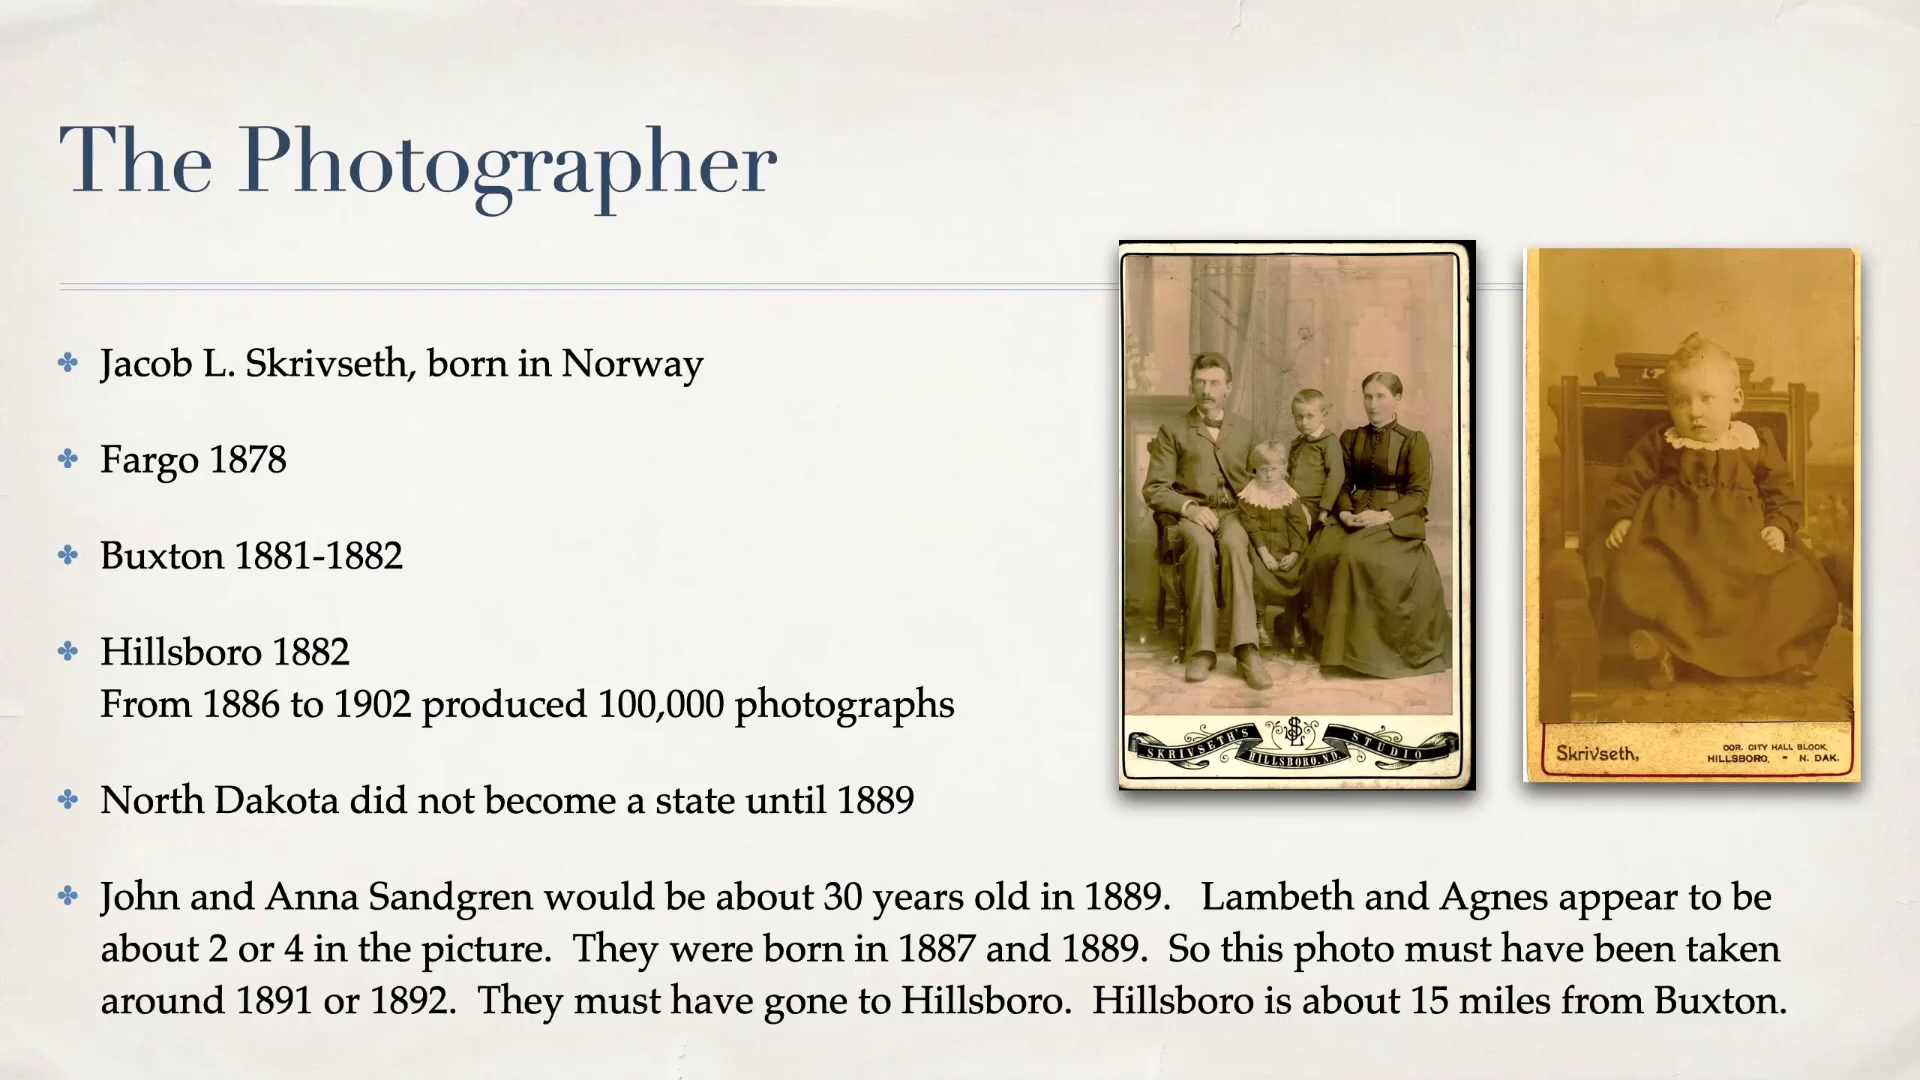 The Photographer
Jacob L. Skrivseth, born in Norway
Fargo 1878
Buxton 1881-1882
Hillsboro 1882
From 1886 to 1902 produced 100,000 photographs
North Dakota did not become a state until 1889
John and Anna Sandgren would be about 30 years old in 1889. Lambeth and Agnes appear to be
about 2 or 4 in the picture. They were born in 1887 and 1889. So this photo must have been taken
around 1891 or 1892. They must have gone to Hillsboro. Hillsboro is about 15 miles from Buxton.
SKRIVSETH'S STUDIO
HILLSBORO, N.D.
Skrivseth,
OOR. CITY HALL BLOCK,
HILLSBORO, - N. DAK.